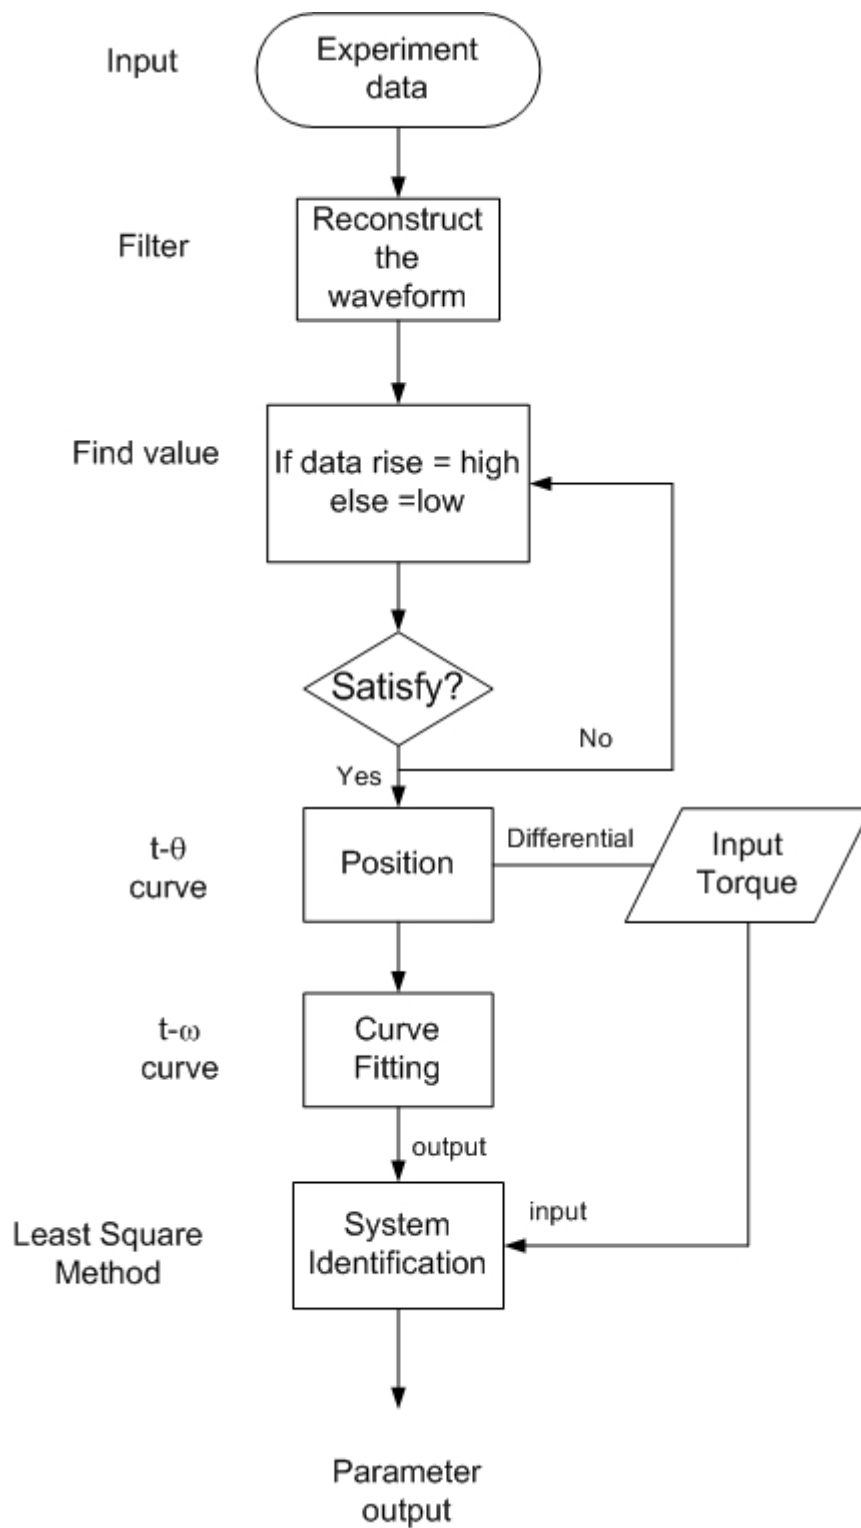 Input
Experiment
data
Filter
Reconstruct
the
waveform
Find value
If data rise = high
else =low
Satisfy?
No
Yes
t-θ
curve
Position
Differential
Input
Torque
t-ω
curve
Curve
Fitting
output
Least Square
Method
System
Identification
input
Parameter
output